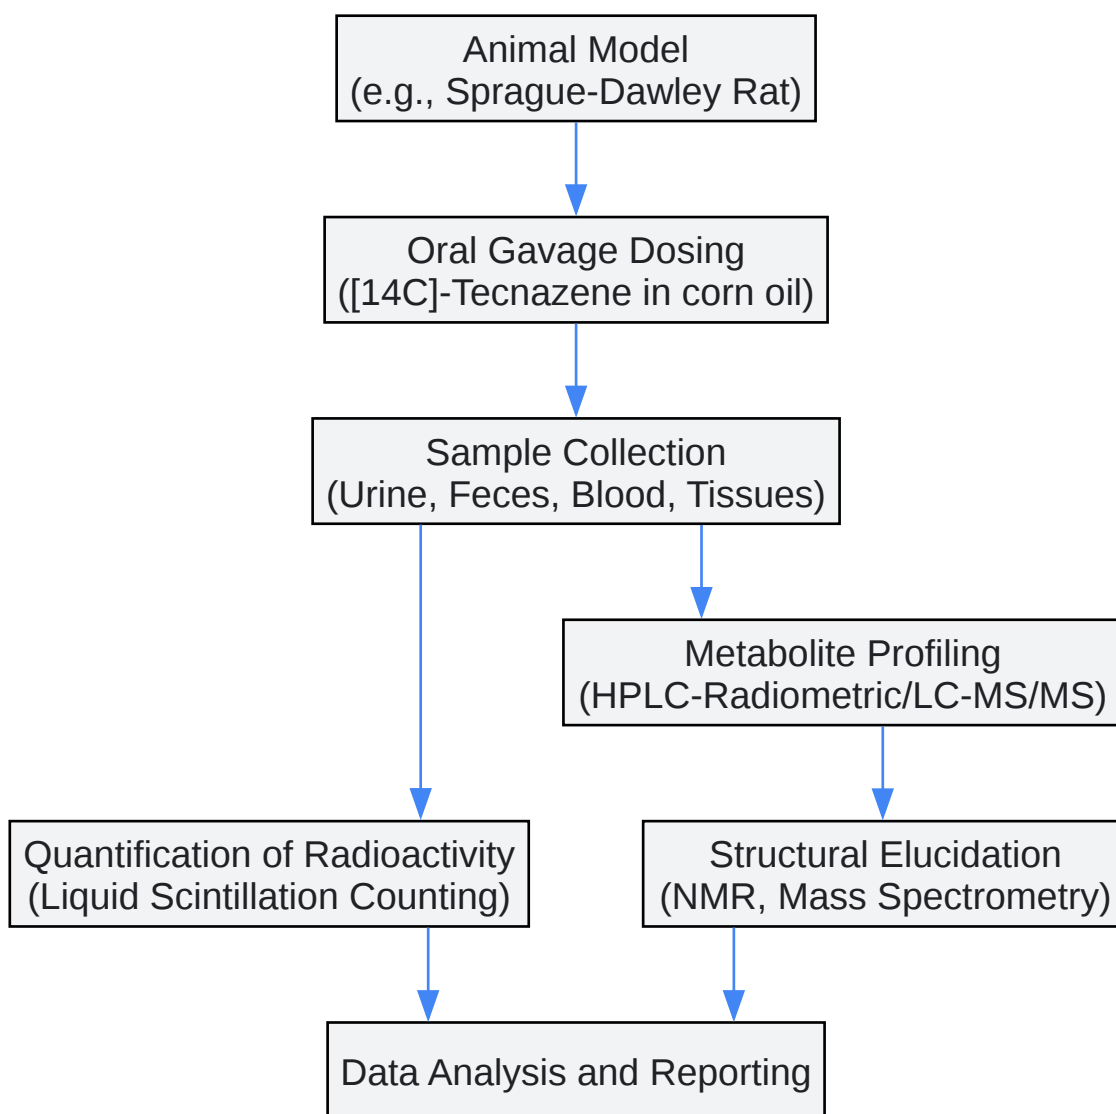 Animal Model
(e.g., Sprague-Dawley Rat)
Oral Gavage Dosing
([14C]-Tecnazene in corn oil)
Sample Collection
(Urine, Feces, Blood, Tissues)
Metabolite Profiling
(HPLC-Radiometric/LC-MS/MS)
Quantification of Radioactivity
(Liquid Scintillation Counting)
Structural Elucidation
(NMR, Mass Spectrometry)
Data Analysis and Reporting